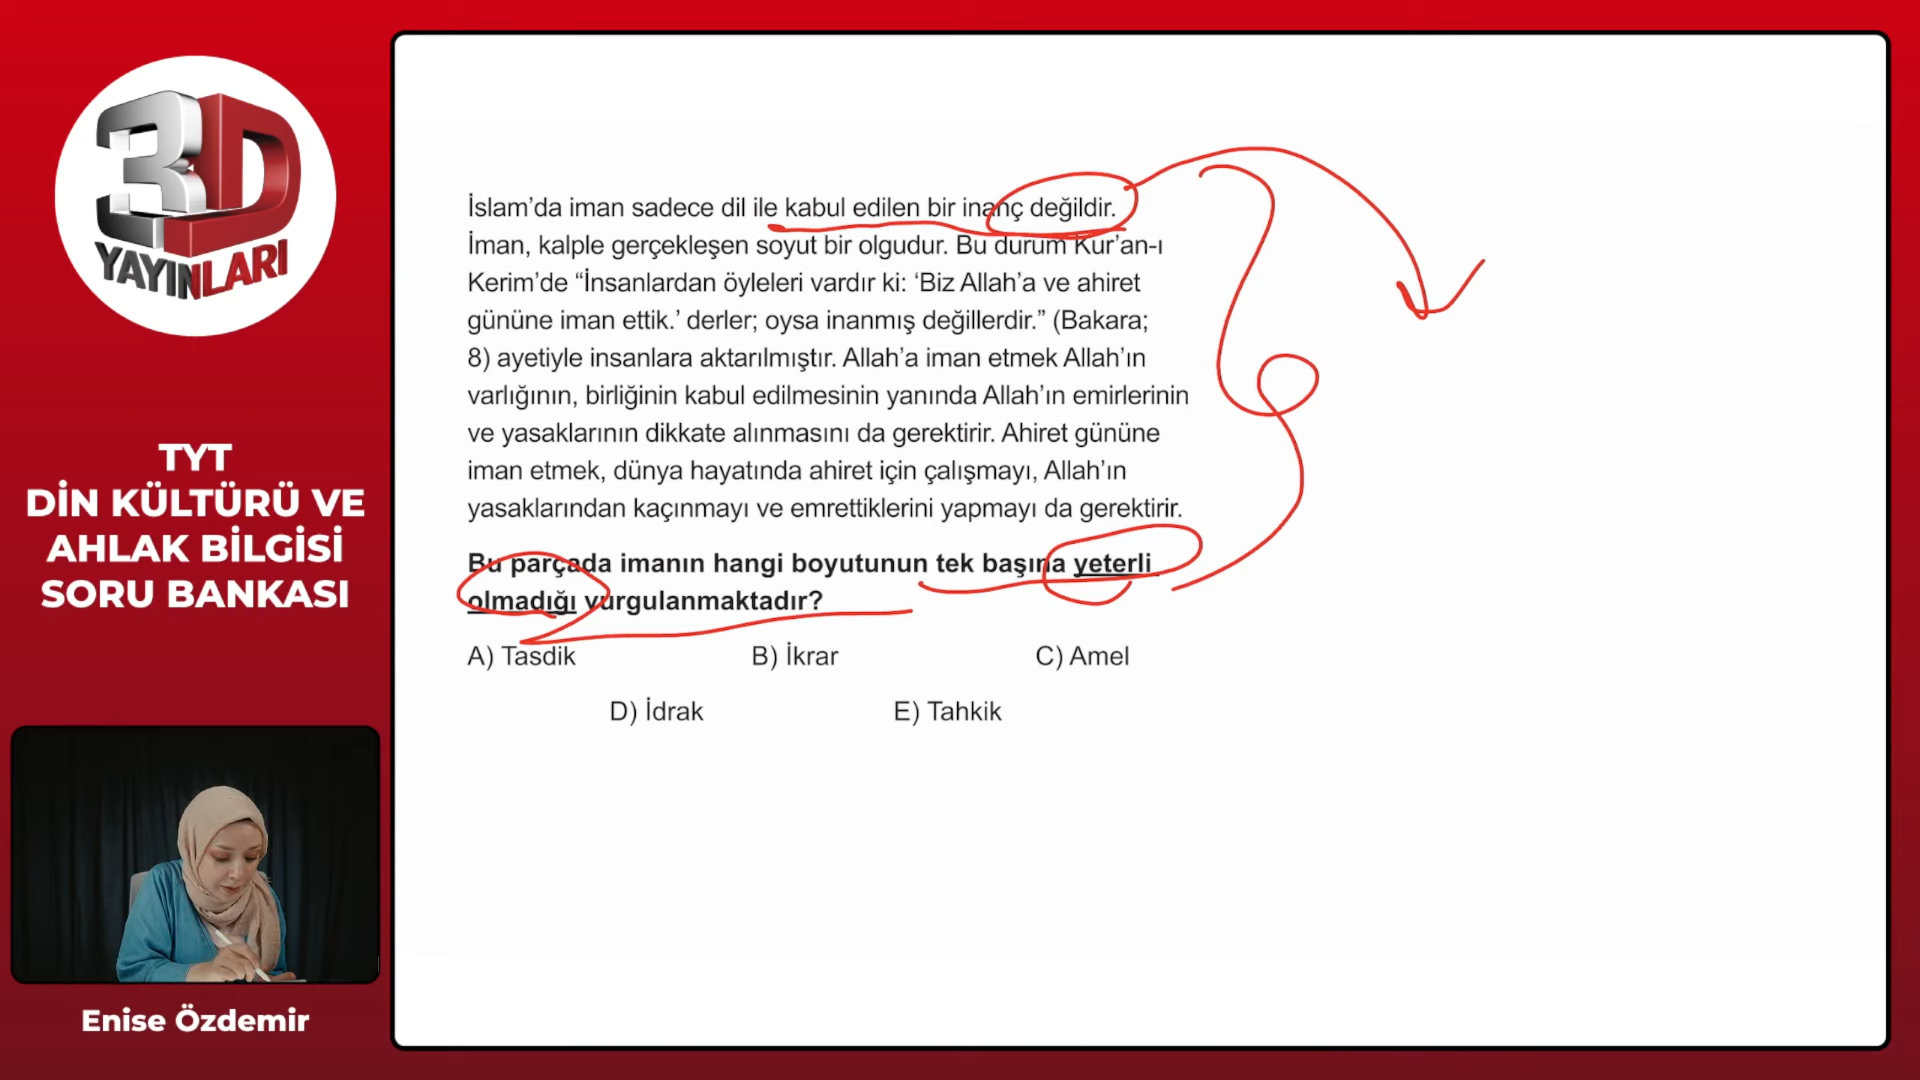 3D
YAYINLARI
TYT
DİN KÜLTÜRÜ VE
AHLAK BİLGİSİ
SORU BANKASI
Enise Özdemir
İslam’da iman sadece dil ile kabul edilen bir inanç değildir.
İman, kalple gerçekleşen soyut bir olgudur. Bu durum Kur’an-ı
Kerim’de “İnsanlardan öyleleri vardır ki: ‘Biz Allah’a ve ahiret
gününe iman ettik.’ derler; oysa inanmış değillerdir.” (Bakara;
8) ayetiyle insanlara aktarılmıştır. Allah’a iman etmek Allah’ın
varlığının, birliğinin kabul edilmesinin yanında Allah’ın emirlerinin
ve yasaklarının dikkate alınmasını da gerektirir. Ahiret gününe
iman etmek, dünya hayatında ahiret için çalışmayı, Allah’ın
yasaklarından kaçınmayı ve emrettiklerini yapmayı da gerektirir.
Bu parçada imanın hangi boyutunun tek başına yeterli
olmadığı vurgulanmaktadır?
A) Tasdik B) İkrar C) Amel
D) İdrak E) Tahkik